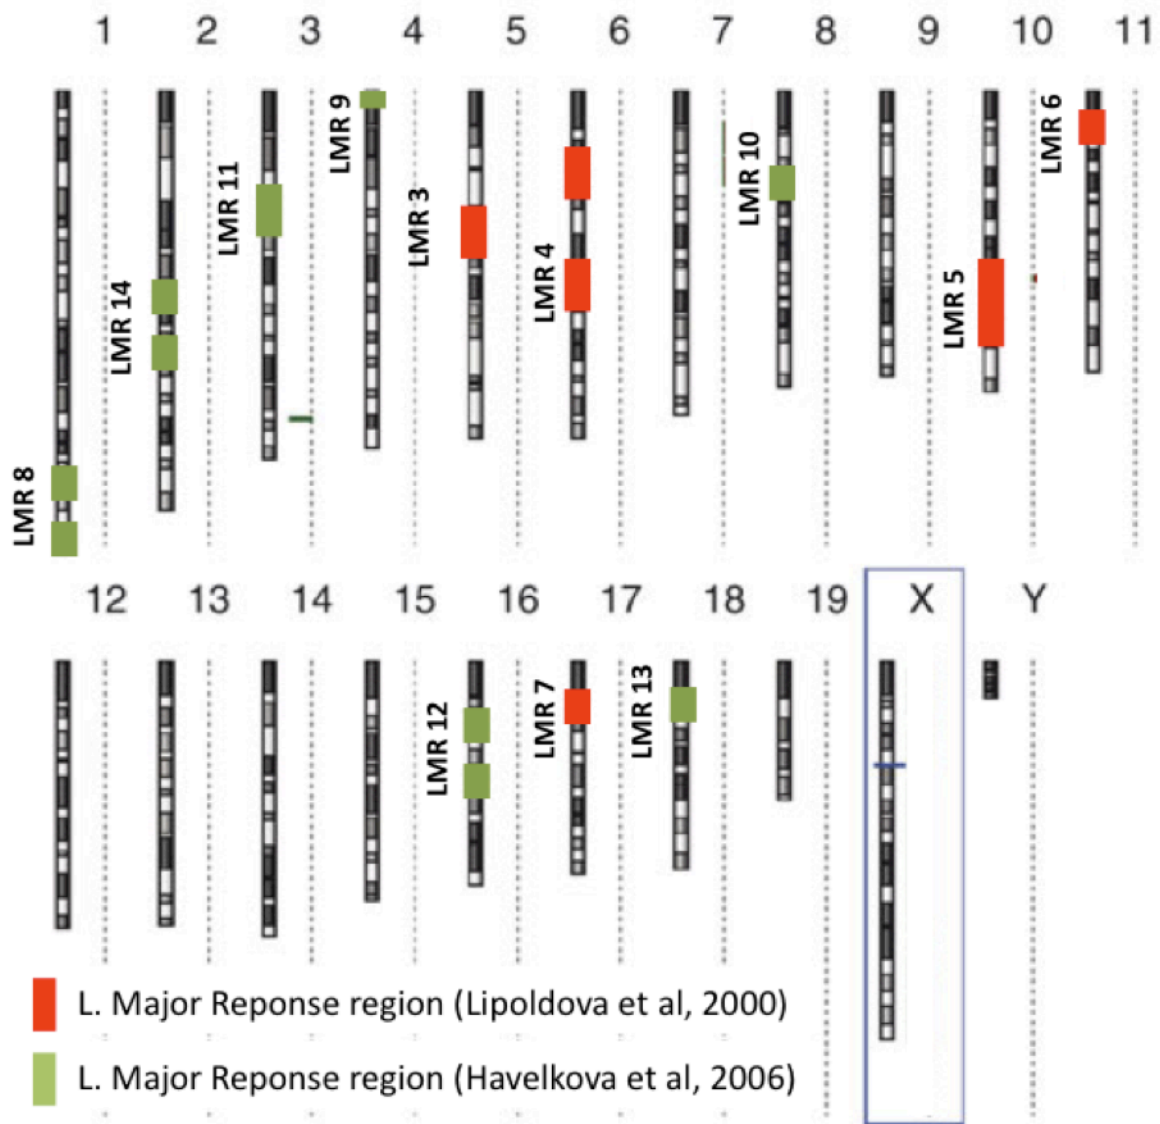 1 2 3 4 5 6 7 8 9 10 11
LMR 8
LMR 14
LMR 11
LMR 9
LMR 3
LMR 4
LMR 10
LMR 5
LMR 6
12 13 14 15 16 17 18 19 X Y
LMR 12
LMR 7
LMR 13
L. Major Reponse region (Lipoldova et al, 2000)
L. Major Reponse region (Havelkova et al, 2006)